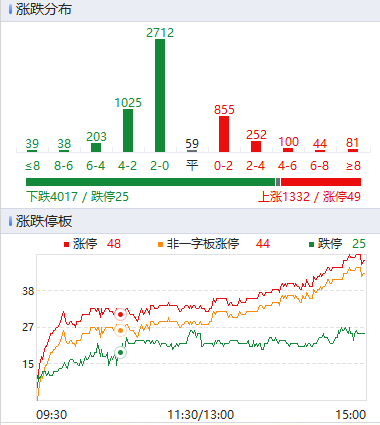 涨跌分布
39 38 203 1025 2712 59 855 252 100 44 81
≤8 8-6 6-4 4-2 2-0 平 0-2 2-4 4-6 6-8 ≥8
下跌4017 / 跌停25 上涨1332 / 涨停49
涨跌停板
涨停 48 非一字板涨停 44 跌停 25
38
27
15
09:30 11:30/13:00 15:00